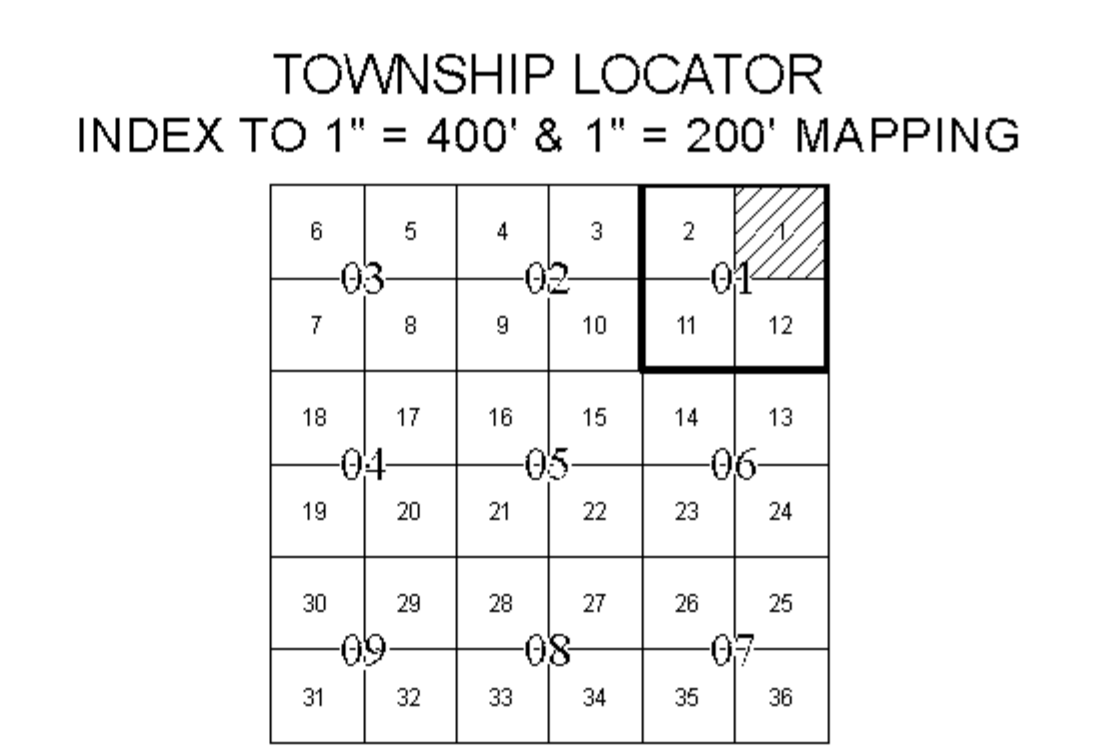 TOWNSHIP LOCATOR
INDEX TO 1" = 400' & 1" = 200' MAPPING
6 5 4 3 2 1
03 02 01
7 8 9 10 11 12
18 17 16 15 14 13
04 05 06
19 20 21 22 23 24
30 29 28 27 26 25
09 08 07
31 32 33 34 35 36